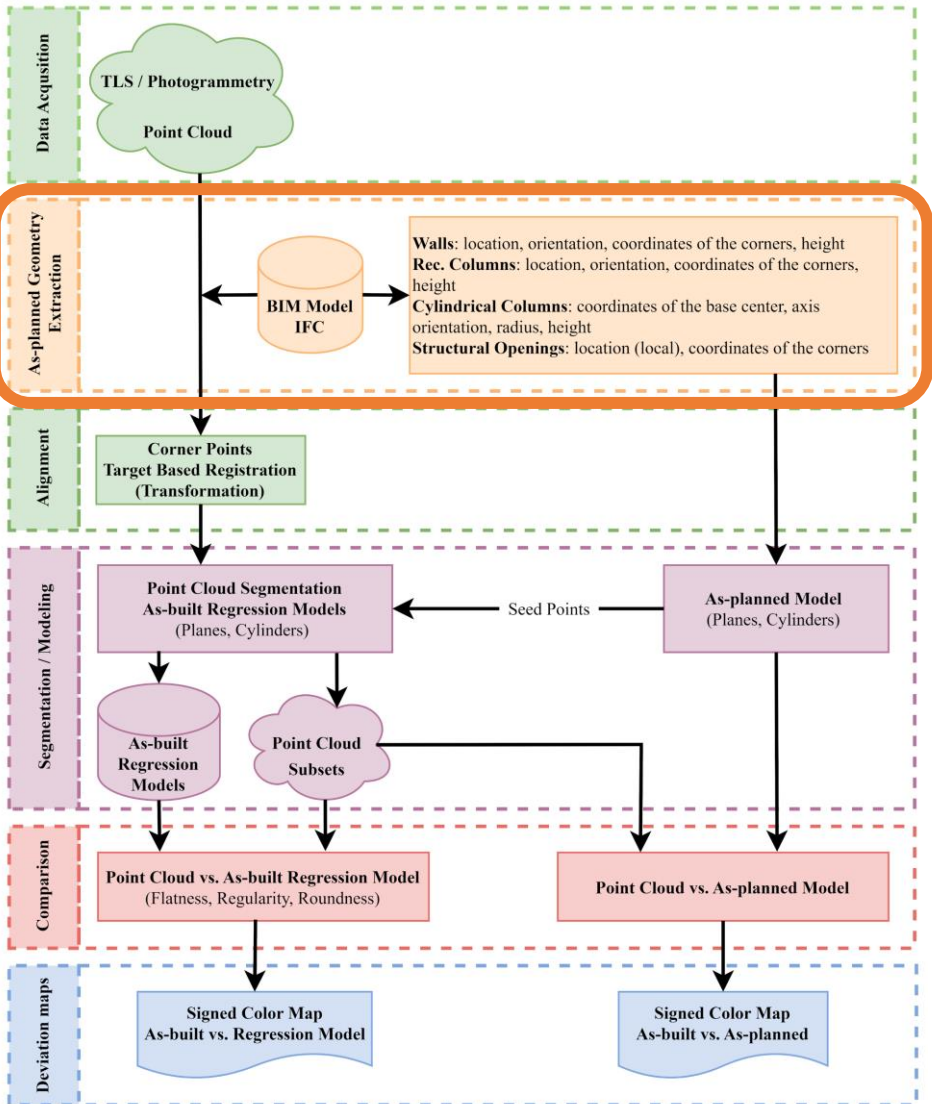 Data Acqusition
TLS / Photogrammetry
Point Cloud
As-planned Geometry
Extraction
BIM Model
IFC
Walls: location, orientation, coordinates of the corners, height
Rec. Columns: location, orientation, coordinates of the corners,
height
Cylindrical Columns: coordinates of the base center, axis
orientation, radius, height
Structural Openings: location (local), coordinates of the corners
Alignment
Corner Points
Target Based Registration
(Transformation)
Segmentation / Modeling
Point Cloud Segmentation
As-built Regression Models
(Planes, Cylinders)
Seed Points
As-planned Model
(Planes, Cylinders)
As-built
Regression
Models
Point Cloud
Subsets
Comparison
Point Cloud vs. As-built Regression Model
(Flatness, Regularity, Roundness)
Point Cloud vs. As-planned Model
Deviation maps
Signed Color Map
As-built vs. Regression Model
Signed Color Map
As-built vs. As-planned